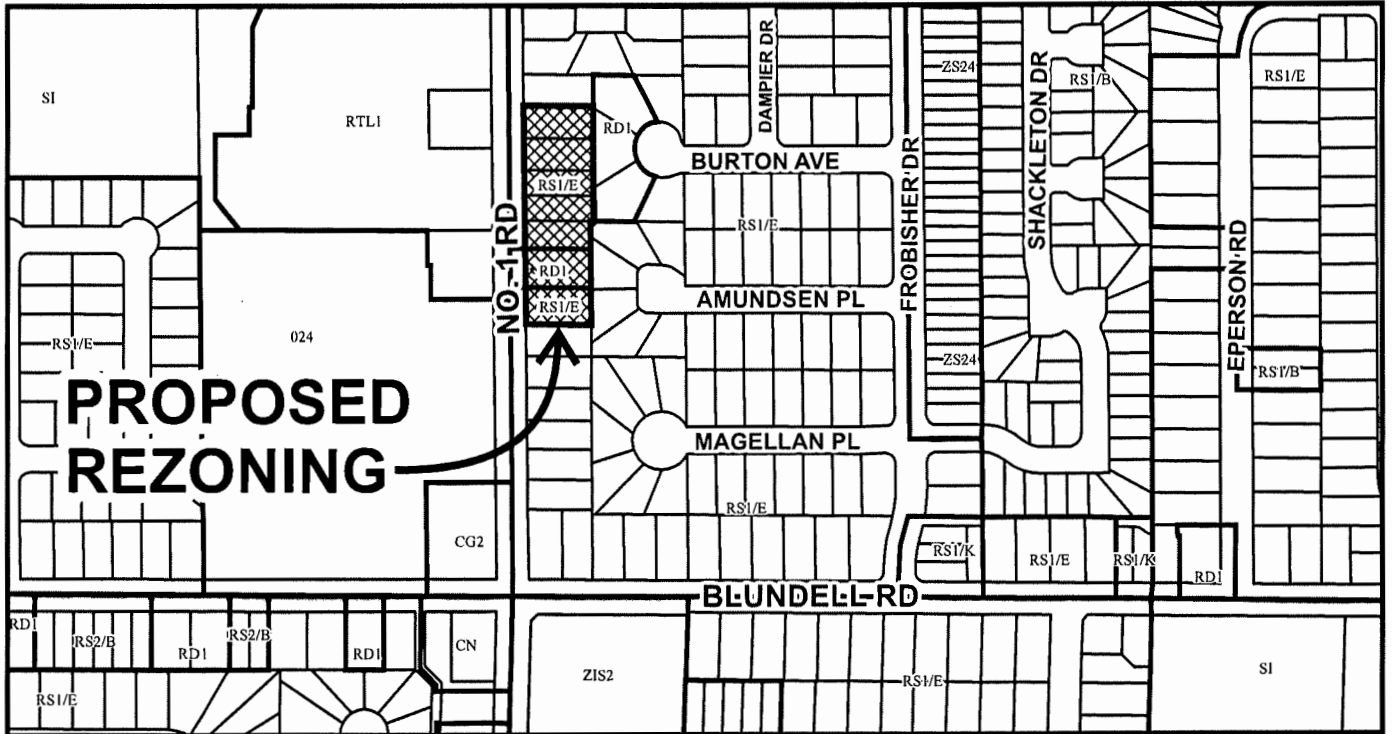 SI
RTL1
DAMPIER DR
ZS24
SHACKLETON DR
RS1/B
RS1/E
RD1
BURTON AVE
RS1/E
RS1/E
NO. 1 RD
FROBISHER DR
EPERSON RD
RD1
RS1/E
AMUNDSEN PL
RS1/E
024
ZS24
RS1/B
PROPOSED
REZONING
MAGELLAN PL
RS1/E
CG2
RS1/K
RS1/E
RS1/K
RD1
BLUNDELL RD
RD1
RS2/B
RD1
RS2/B
RD1
CN
ZIS2
RS1/E
SI
RS1/E